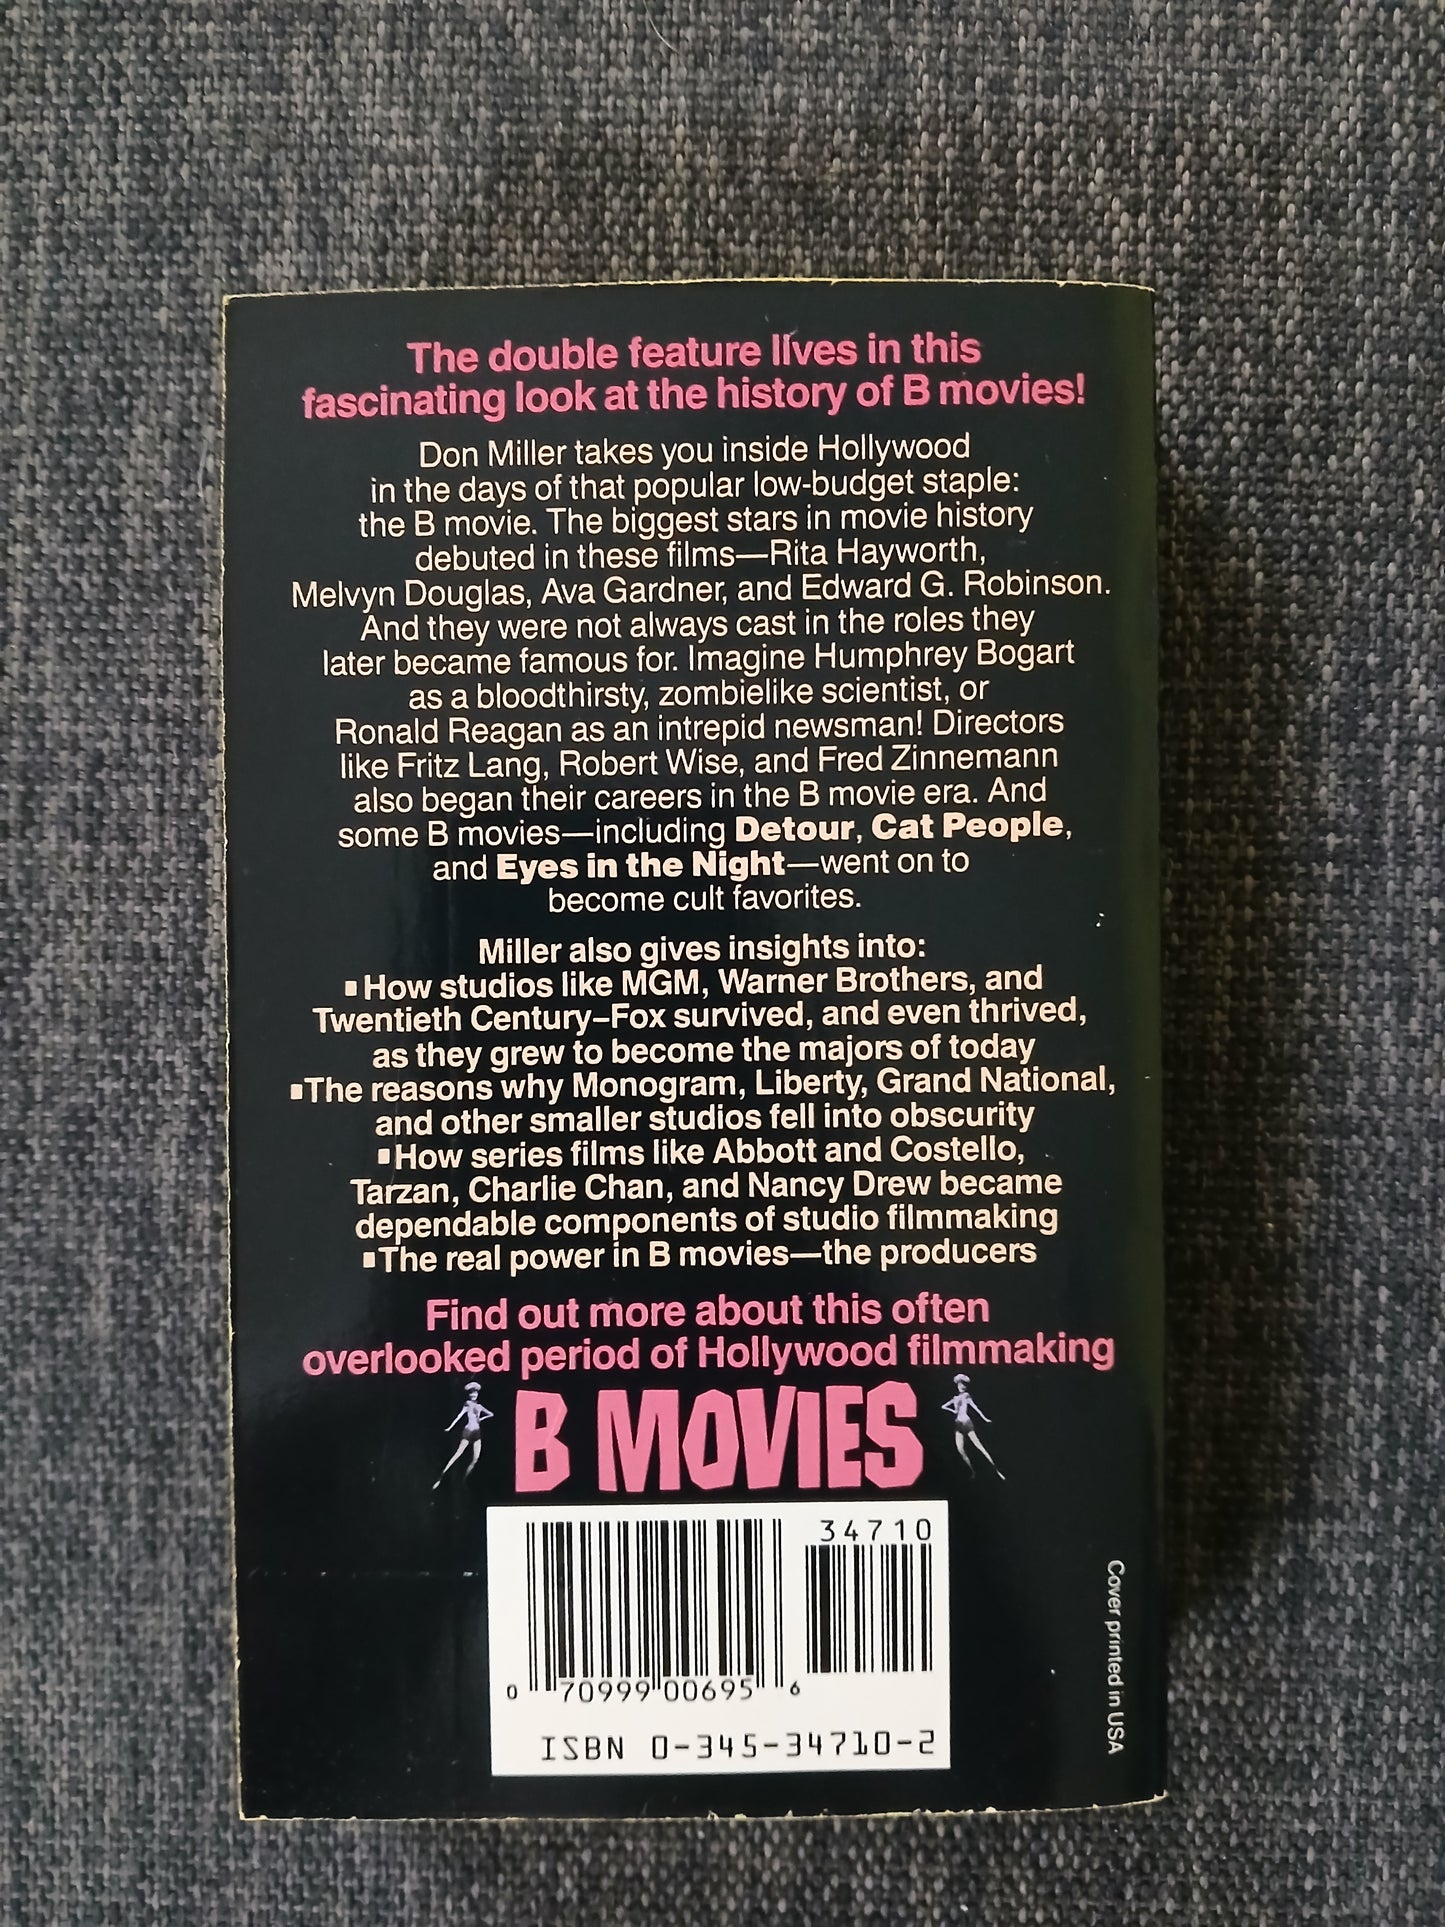 The double feature lives in this
fascinating look at the history of B movies!
Don Miller takes you inside Hollywood
in the days of that popular low-budget staple:
the B movie. The biggest stars in movie history
debuted in these films—Rita Hayworth,
Melvyn Douglas, Ava Gardner, and Edward G. Robinson.
And they were not always cast in the roles they
later became famous for. Imagine Humphrey Bogart
as a bloodthirsty, zombielike scientist, or
Ronald Reagan as an intrepid newsman! Directors
like Fritz Lang, Robert Wise, and Fred Zinnemann
also began their careers in the B movie era. And
some B movies—including Detour, Cat People,
and Eyes in the Night—went on to
become cult favorites.
Miller also gives insights into:
▪How studios like MGM, Warner Brothers, and
Twentieth Century–Fox survived, and even thrived,
as they grew to become the majors of today
▪The reasons why Monogram, Liberty, Grand National,
and other smaller studios fell into obscurity
▪How series films like Abbott and Costello,
Tarzan, Charlie Chan, and Nancy Drew became
dependable components of studio filmmaking
▪The real power in B movies—the producers
Find out more about this often
overlooked period of Hollywood filmmaking
B MOVIES
34710
0 70999 00695 6
ISBN 0-345-34710-2
Cover printed in USA